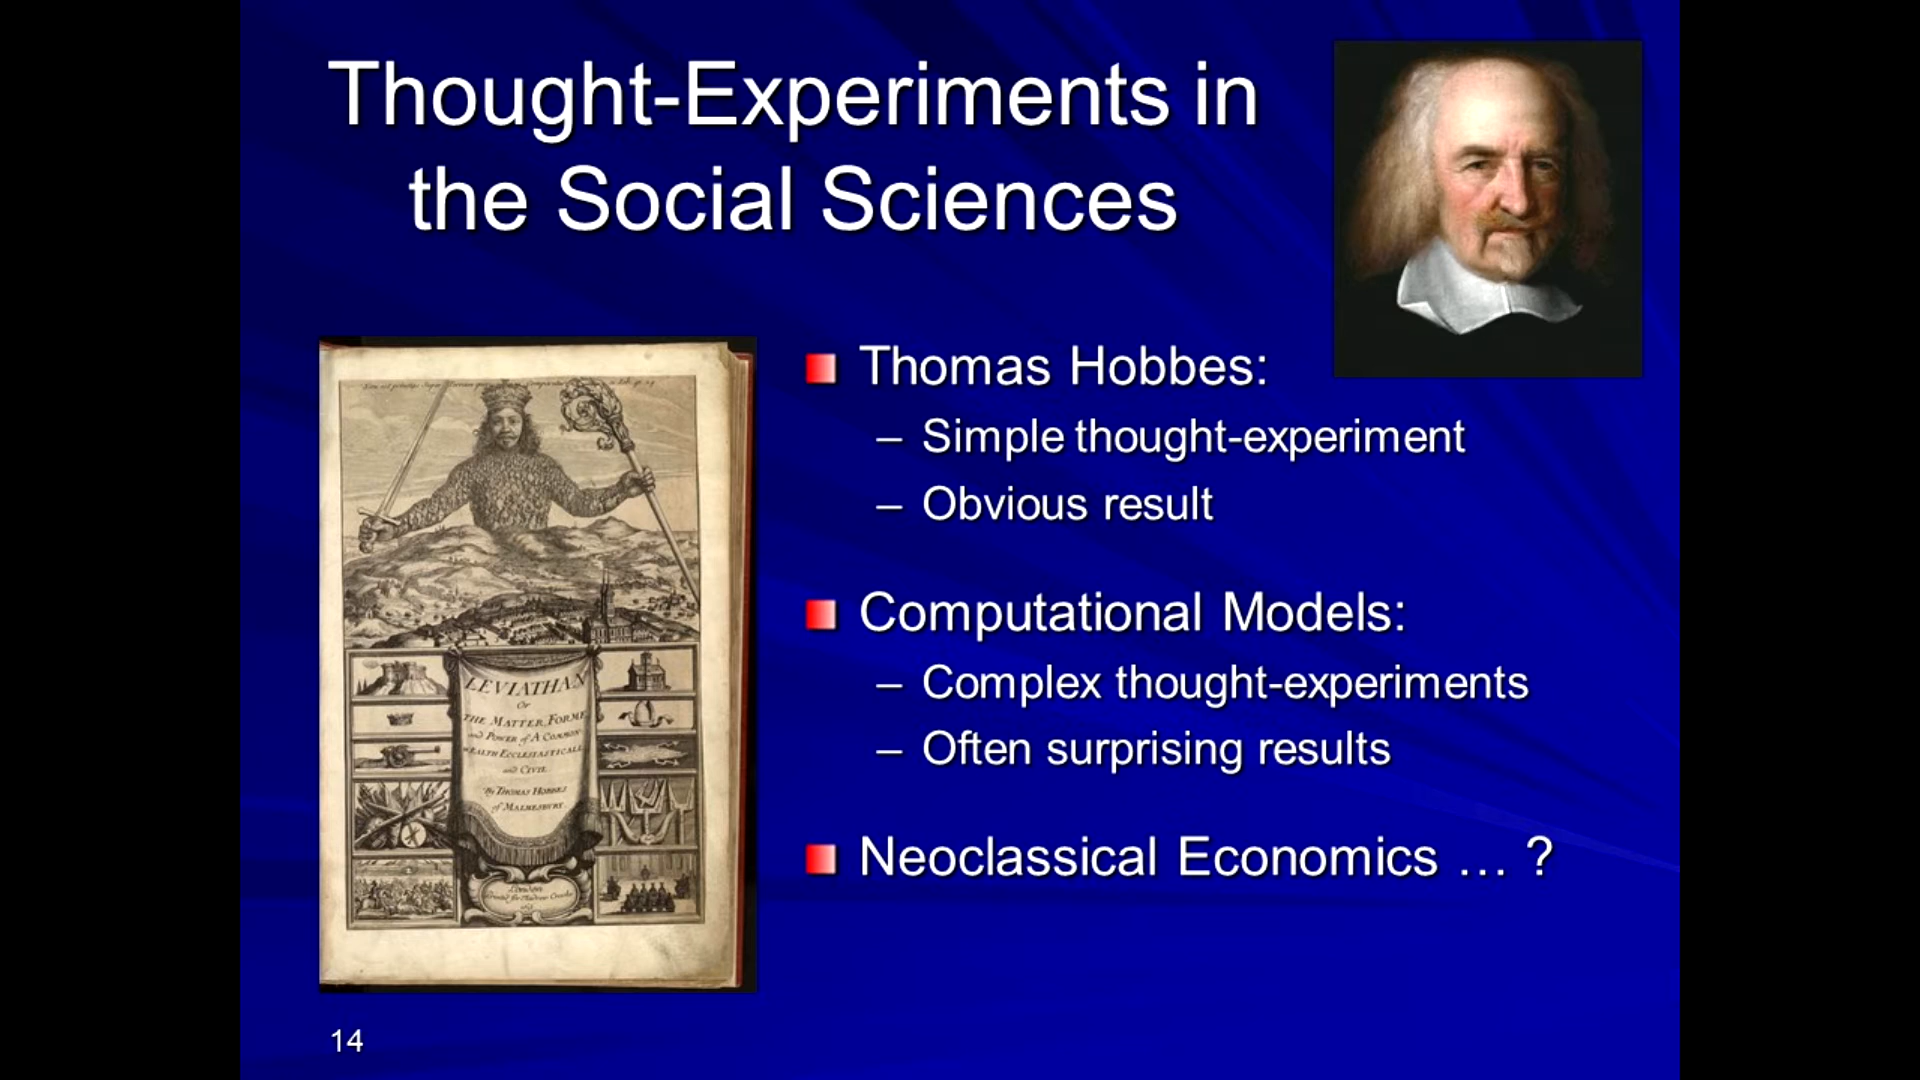 Thought-Experiments in
the Social Sciences
Thomas Hobbes:
– Simple thought-experiment
– Obvious result
Computational Models:
– Complex thought-experiments
– Often surprising results
Neoclassical Economics … ?
LEVIATHAN
Or
THE MATTER, FORME
and POWER of A COMMON-
WEALTH ECCLESIASTICALL
and CIVIL
By THOMAS HOBBES
of MALMESBURY.
London
14